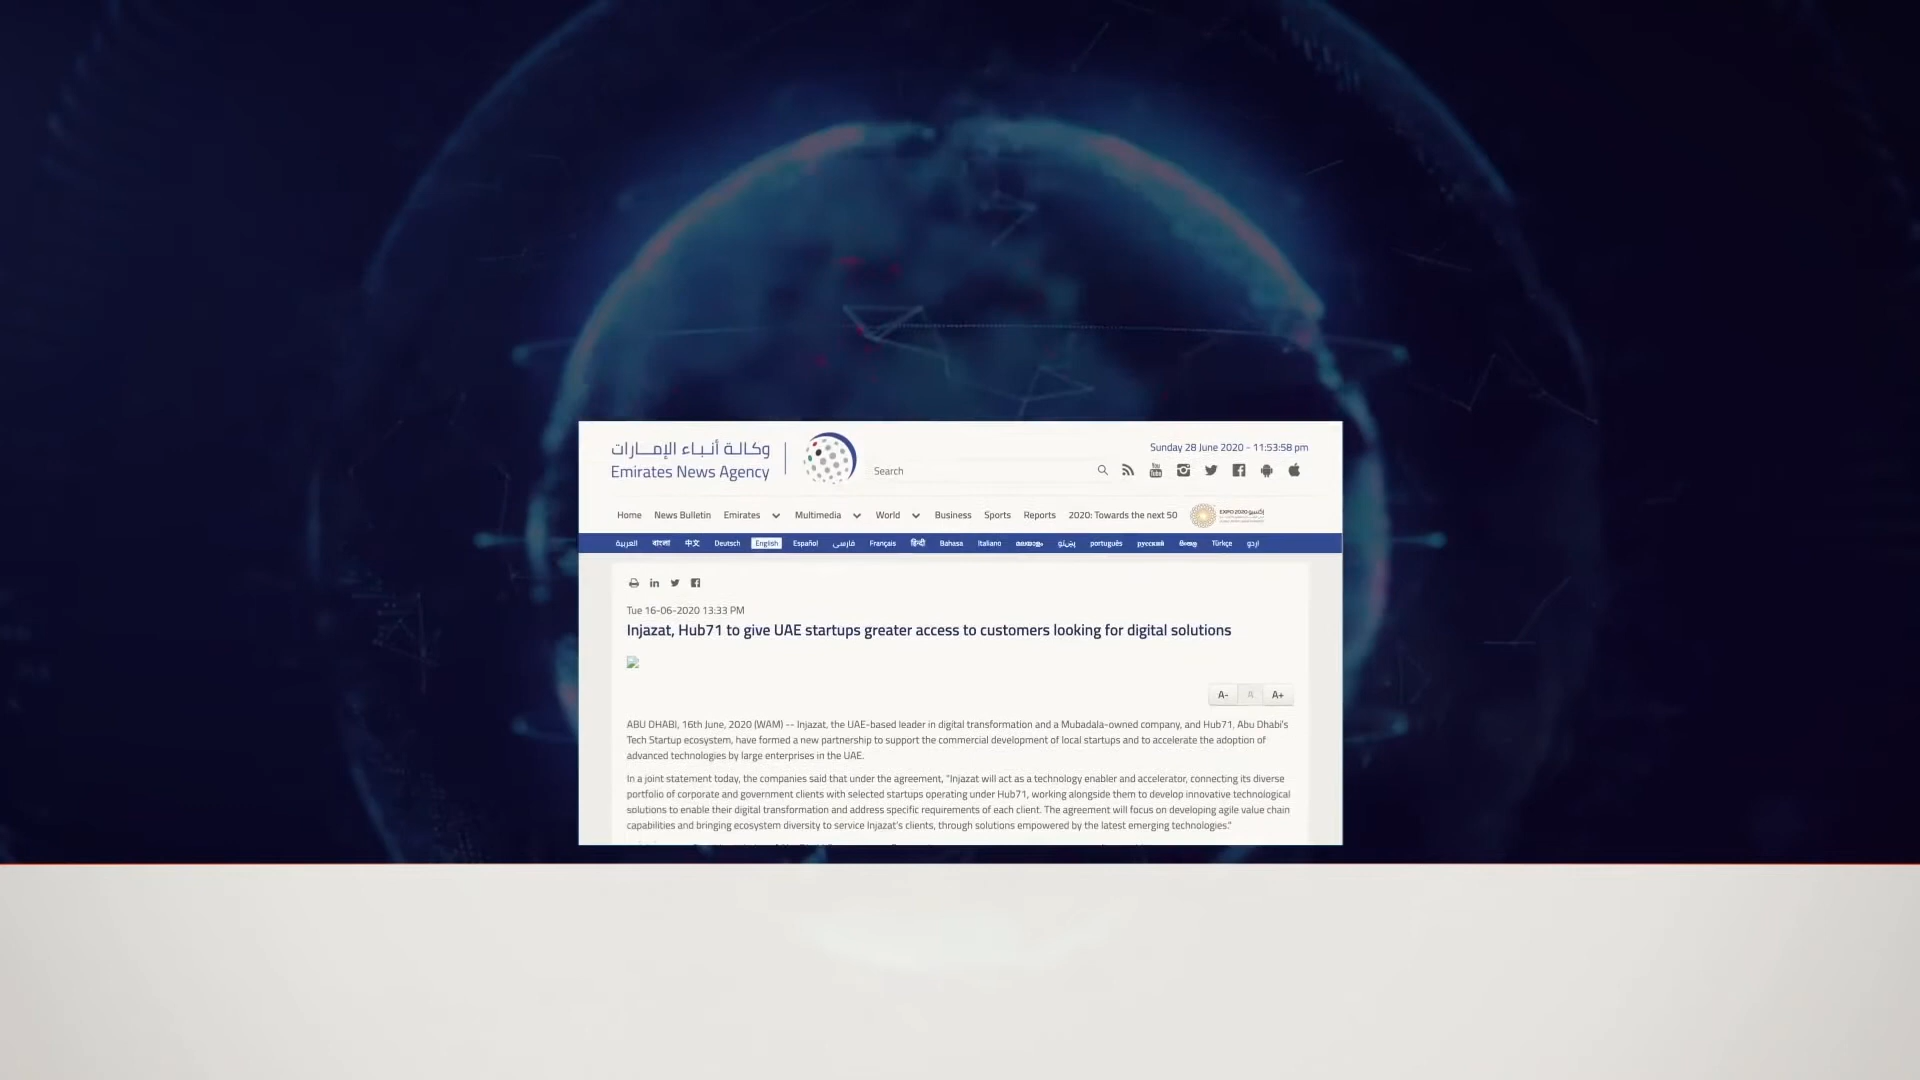 وكالة أنباء الإمارات
Emirates News Agency
Search
Sunday 28 June 2020 - 11:53:58 pm
Home News Bulletin Emirates Multimedia World Business Sports Reports 2020: Towards the next 50 EXPO 2020 إكسبو
العربية বাংলা 中文 Deutsch English Español فارسی Français हिन्दी Bahasa Italiano മലയാളം پښتو português русский සිංහල Türkçe اردو
Tue 16-06-2020 13:33 PM
Injazat, Hub71 to give UAE startups greater access to customers looking for digital solutions
A- A A+
ABU DHABI, 16th June, 2020 (WAM) -- Injazat, the UAE-based leader in digital transformation and a Mubadala-owned company, and Hub71, Abu Dhabi's
Tech Startup ecosystem, have formed a new partnership to support the commercial development of local startups and to accelerate the adoption of
advanced technologies by large enterprises in the UAE.
In a joint statement today, the companies said that under the agreement, "Injazat will act as a technology enabler and accelerator, connecting its diverse
portfolio of corporate and government clients with selected startups operating under Hub71, working alongside them to develop innovative technological
solutions to enable their digital transformation and address specific requirements of each client. The agreement will focus on developing agile value chain
capabilities and bringing ecosystem diversity to service Injazat's clients, through solutions empowered by the latest emerging technologies."